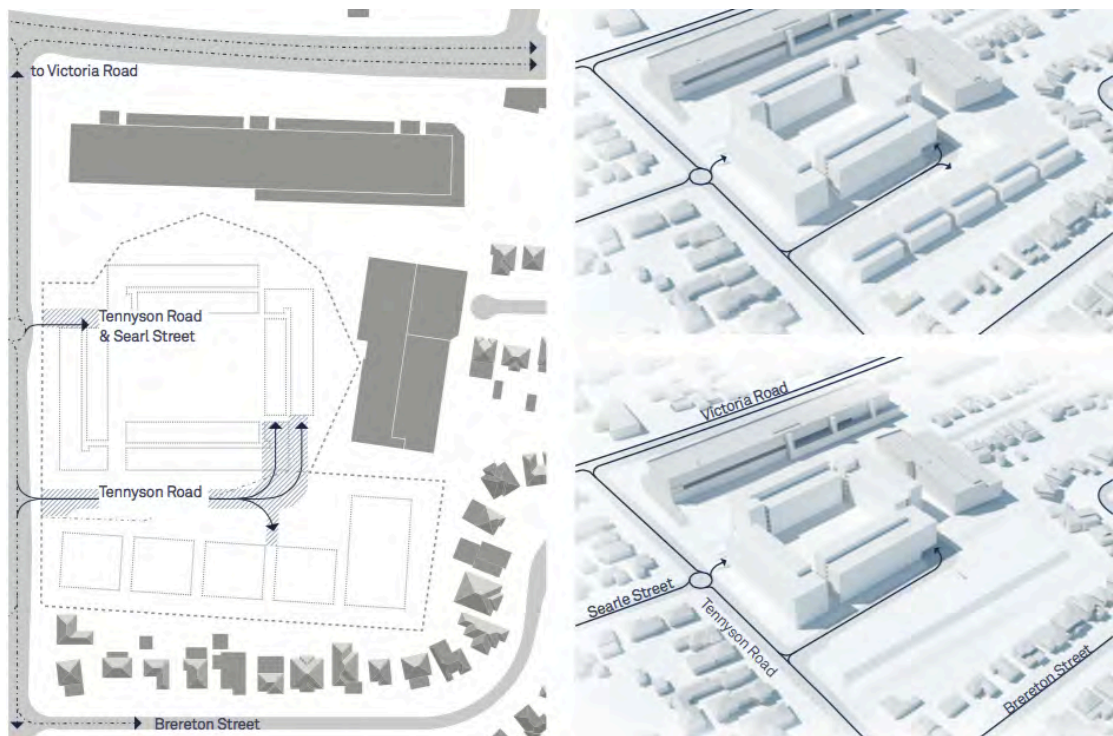 to Victoria Road
Tennyson Road
& Searl Street
Tennyson Road
Brereton Street
Victoria Road
Searle Street
Tennyson Road
Brereton Street